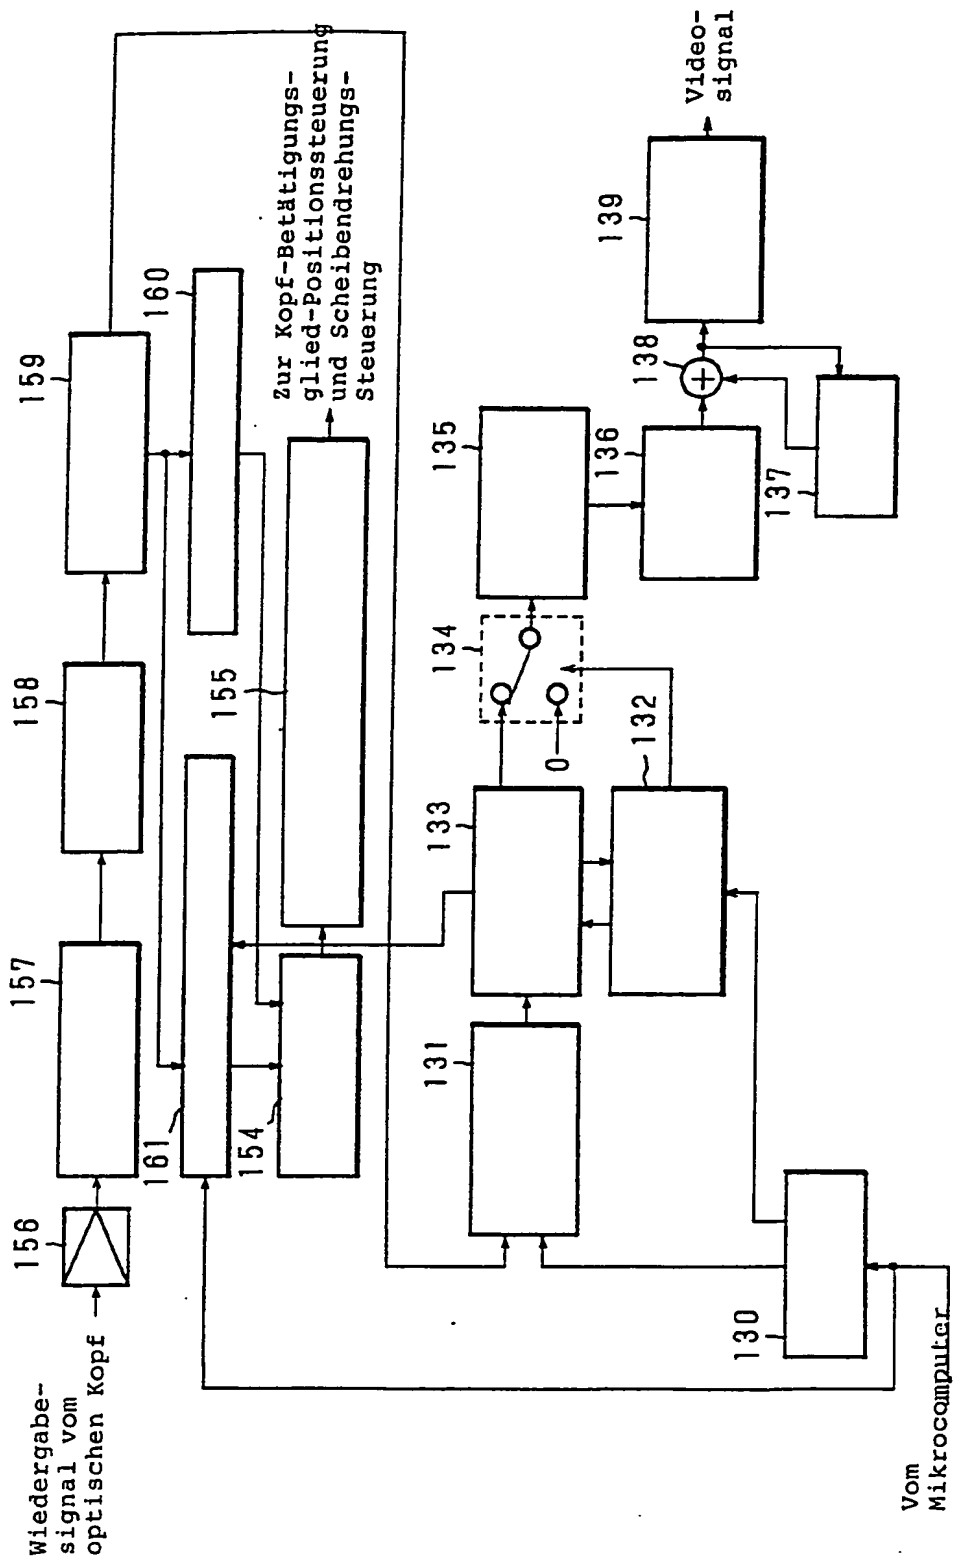 Wiedergabe-
signal vom
optischen Kopf
156
157
158
159
161
160
154
155
Zur Kopf-Betätigungs-
glied-Positionssteuerung
und Scheibendrehungs-
Steuerung
131
133
134
135
0
132
136
138
137
139
Video-
signal
130
Vom
Mikrocomputer